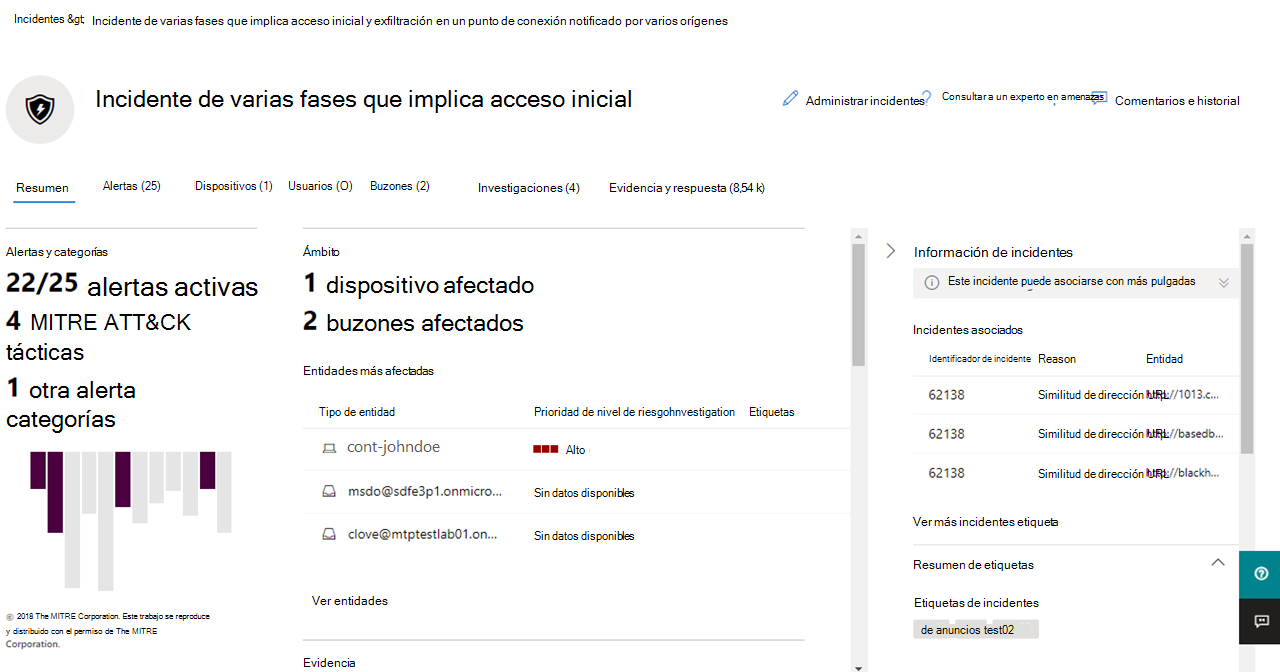 Incidentes &gt; Incidente de varias fases que implica acceso inicial y exfiltración en un punto de conexión notificado por varios orígenes
Incidente de varias fases que implica acceso inicial
Administrar incidentes
Consultar a un experto en amenazas
Comentarios e historial
Resumen
Alertas (25)
Dispositivos (1)
Usuarios (O)
Buzones (2)
Investigaciones (4)
Evidencia y respuesta (8,54 k)
Alertas y categorías
22/25 alertas activas
4 MITRE ATT&CK
tácticas
1 otra alerta
categorías
© 2018 The MITRE Corporation. Este trabajo se reproduce
y distribuido con el permiso de The MITRE
Corporation.
Ámbito
1 dispositivo afectado
2 buzones afectados
Entidades más afectadas
Tipo de entidad Prioridad de nivel de riesgoInvestigation Etiquetas
cont-johndoe Alto
msdo@sdfe3p1.onmicro... Sin datos disponibles
clove@mtptestlab01.on... Sin datos disponibles
Ver entidades
Evidencia
Información de incidentes
Este incidente puede asociarse con más pulgadas
Incidentes asociados
Identificador de incidente Reason Entidad
62138 Similitud de dirección URL http://1013.c...
62138 Similitud de dirección URL http://basedb...
62138 Similitud de dirección URL http://blackh...
Ver más incidentes etiqueta
Resumen de etiquetas
Etiquetas de incidentes
de anuncios test02